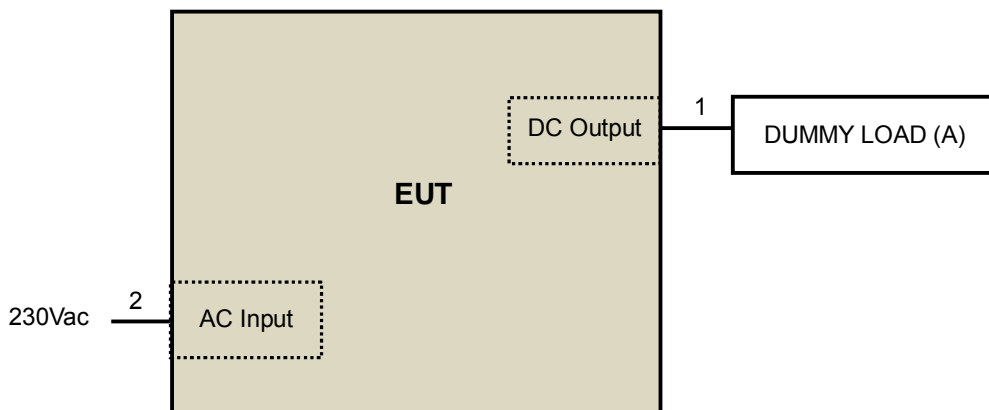 1
DC Output
DUMMY LOAD (A)
EUT
2
230Vac
AC Input